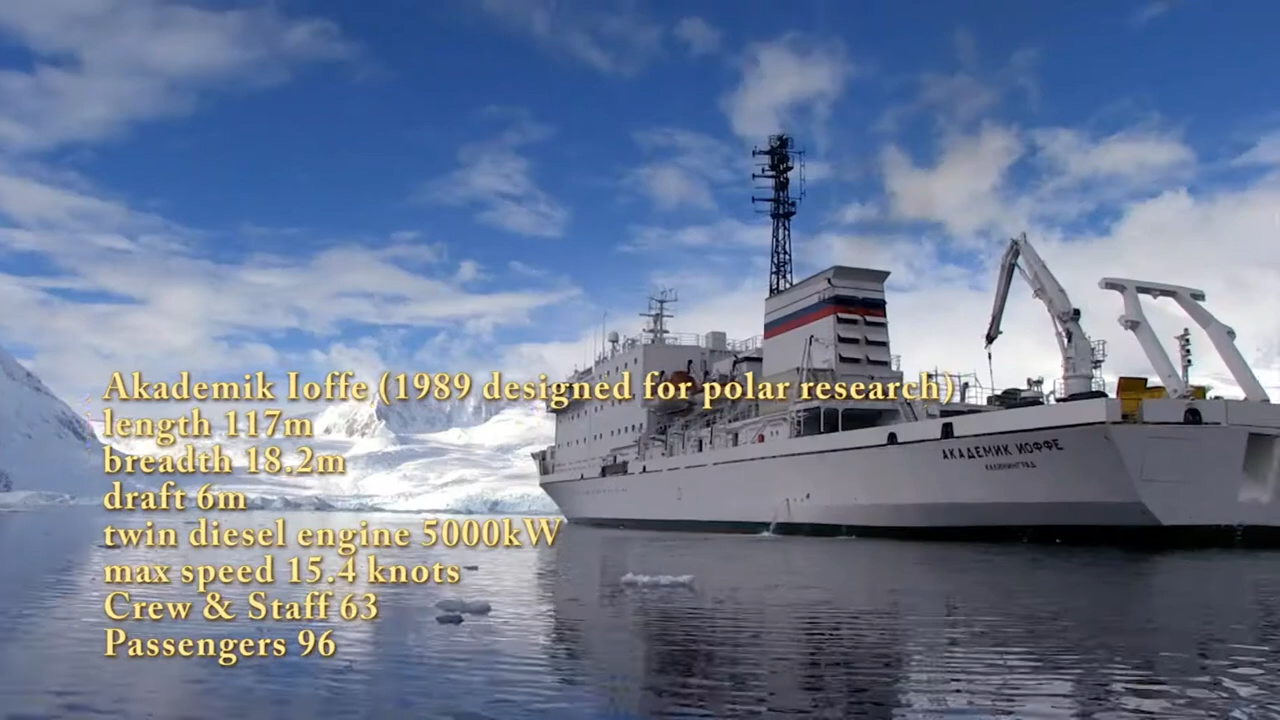 Akademik Ioffe (1989 designed for polar research)
length 117m
breadth 18.2m
draft 6m
twin diesel engine 5000kW
max speed 15.4 knots
Crew & Staff 63
Passengers 96
АКАДЕМИК ИОФФЕ
КАЛИНИНГРАД